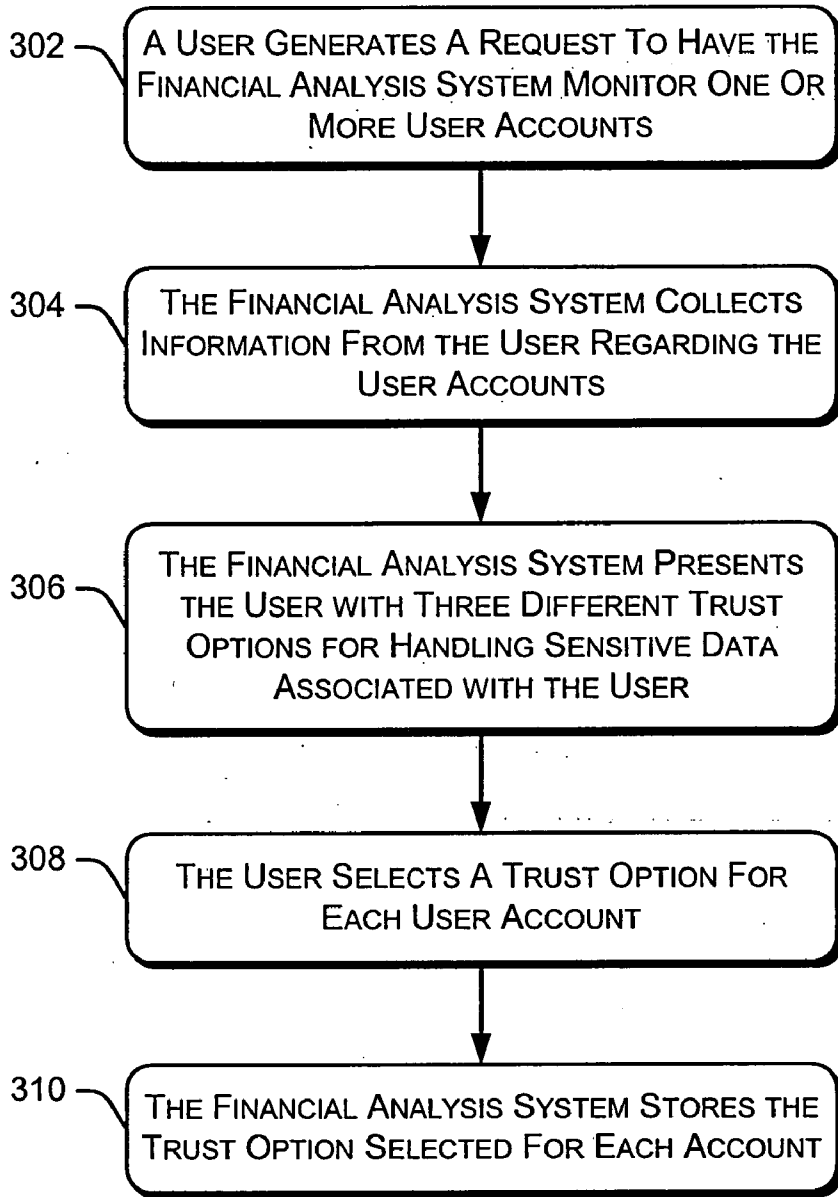 302
A USER GENERATES A REQUEST TO HAVE THE
FINANCIAL ANALYSIS SYSTEM MONITOR ONE OR
MORE USER ACCOUNTS
304
THE FINANCIAL ANALYSIS SYSTEM COLLECTS
INFORMATION FROM THE USER REGARDING THE
USER ACCOUNTS
306
THE FINANCIAL ANALYSIS SYSTEM PRESENTS
THE USER WITH THREE DIFFERENT TRUST
OPTIONS FOR HANDLING SENSITIVE DATA
ASSOCIATED WITH THE USER
308
THE USER SELECTS A TRUST OPTION FOR
EACH USER ACCOUNT
310
THE FINANCIAL ANALYSIS SYSTEM STORES THE
TRUST OPTION SELECTED FOR EACH ACCOUNT